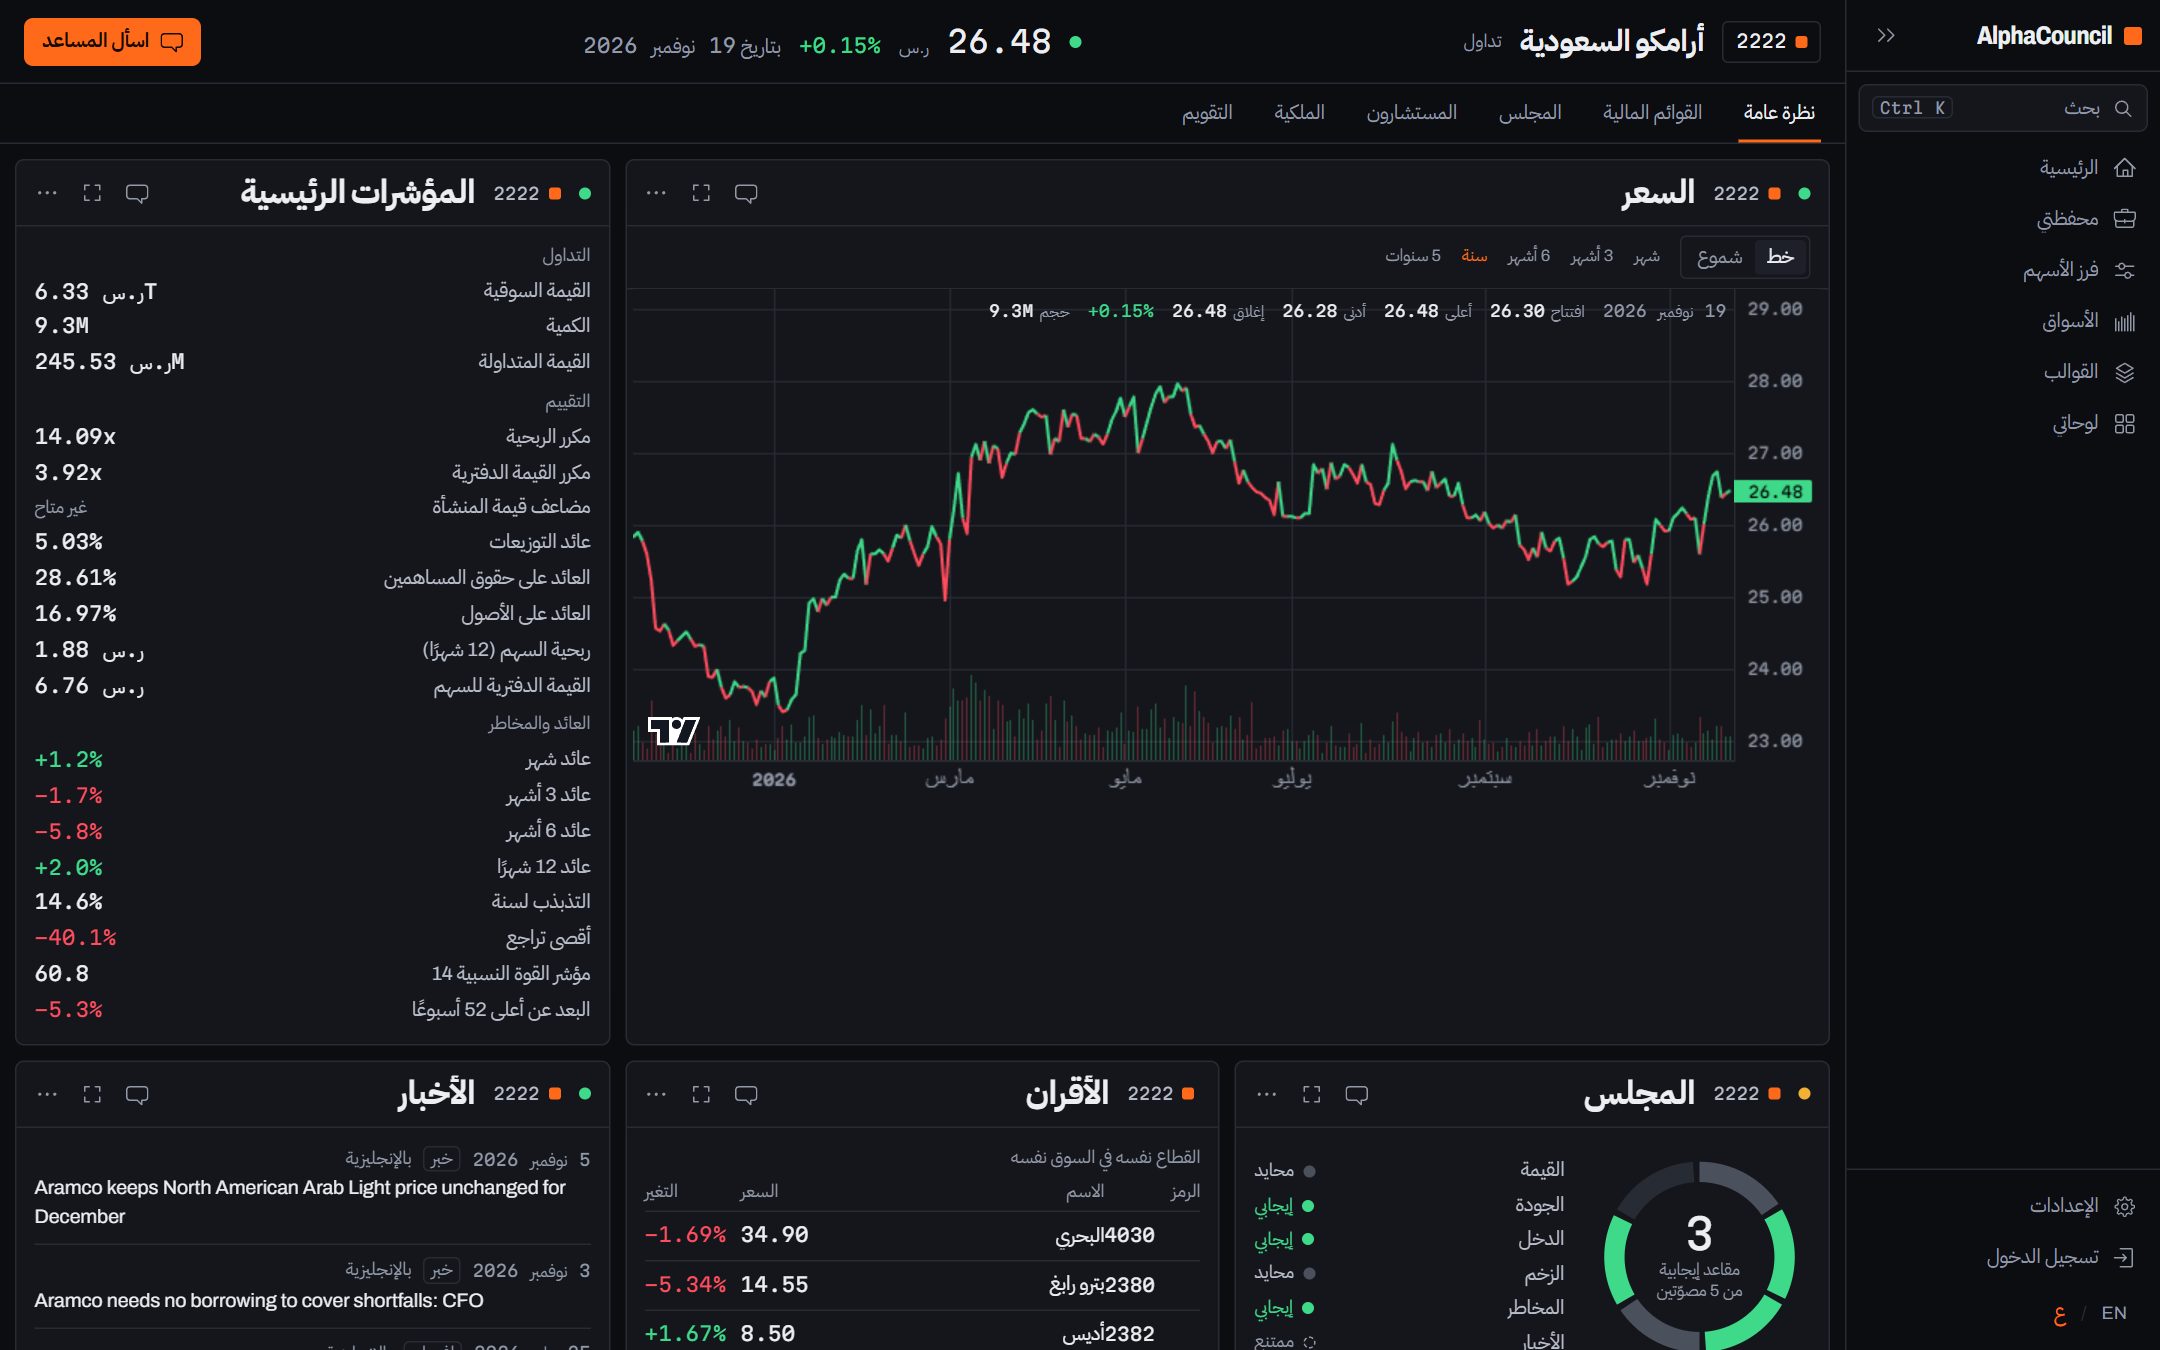 AlphaCouncil
بحث
Ctrl K
الرئيسية
محفظتي
فرز الأسهم
الأسواق
القوالب
لوحاتي
الإعدادات
تسجيل الدخول
EN / ع
2222 أرامكو السعودية تداول
26.48 ر.س +0.15% بتاريخ 19 نوفمبر 2026
اسأل المساعد
نظرة عامة القوائم المالية المجلس المستشارون الملكية التقويم
2222 السعر
خط شموع شهر 3 أشهر 6 أشهر سنة 5 سنوات
19 نوفمبر 2026 افتتاح 26.30 أعلى 26.48 أدنى 26.28 إغلاق 26.48 +0.15% حجم 9.3M
29.00
28.00
27.00
26.48
26.00
25.00
24.00
23.00
2026 مارس مايو يوليو سبتمبر نوفمبر
2222 المؤشرات الرئيسية
التداول
القيمة السوقية 6.33 ر.س.T
الكمية 9.3M
القيمة المتداولة 245.53 ر.س.M
التقييم
مكرر الربحية 14.09x
مكرر القيمة الدفترية 3.92x
مضاعف قيمة المنشأة غير متاح
عائد التوزيعات 5.03%
العائد على حقوق المساهمين 28.61%
العائد على الأصول 16.97%
ربحية السهم (12 شهرًا) 1.88 ر.س
القيمة الدفترية للسهم 6.76 ر.س
العائد والمخاطر
عائد شهر +1.2%
عائد 3 أشهر −1.7%
عائد 6 أشهر −5.8%
عائد 12 شهرًا +2.0%
التذبذب لسنة 14.6%
أقصى تراجع −40.1%
مؤشر القوة النسبية 14 60.8
البعد عن أعلى 52 أسبوعًا −5.3%
2222 المجلس
3
مقاعد إيجابية
من 5 مصوّتين
القيمة محايد
الجودة إيجابي
الدخل إيجابي
الزخم محايد
المخاطر إيجابي
الأخبار ممتنع
2222 الأقران
القطاع نفسه في السوق نفسه
الرمز الاسم السعر التغير
4030 البحري 34.90 −1.69%
2380 بترو رابغ 14.55 −5.34%
2382 أديس 8.50 +1.67%
2222 الأخبار
5 نوفمبر 2026 خبر بالإنجليزية
Aramco keeps North American Arab Light price unchanged for
December
3 نوفمبر 2026 خبر بالإنجليزية
Aramco needs no borrowing to cover shortfalls: CFO